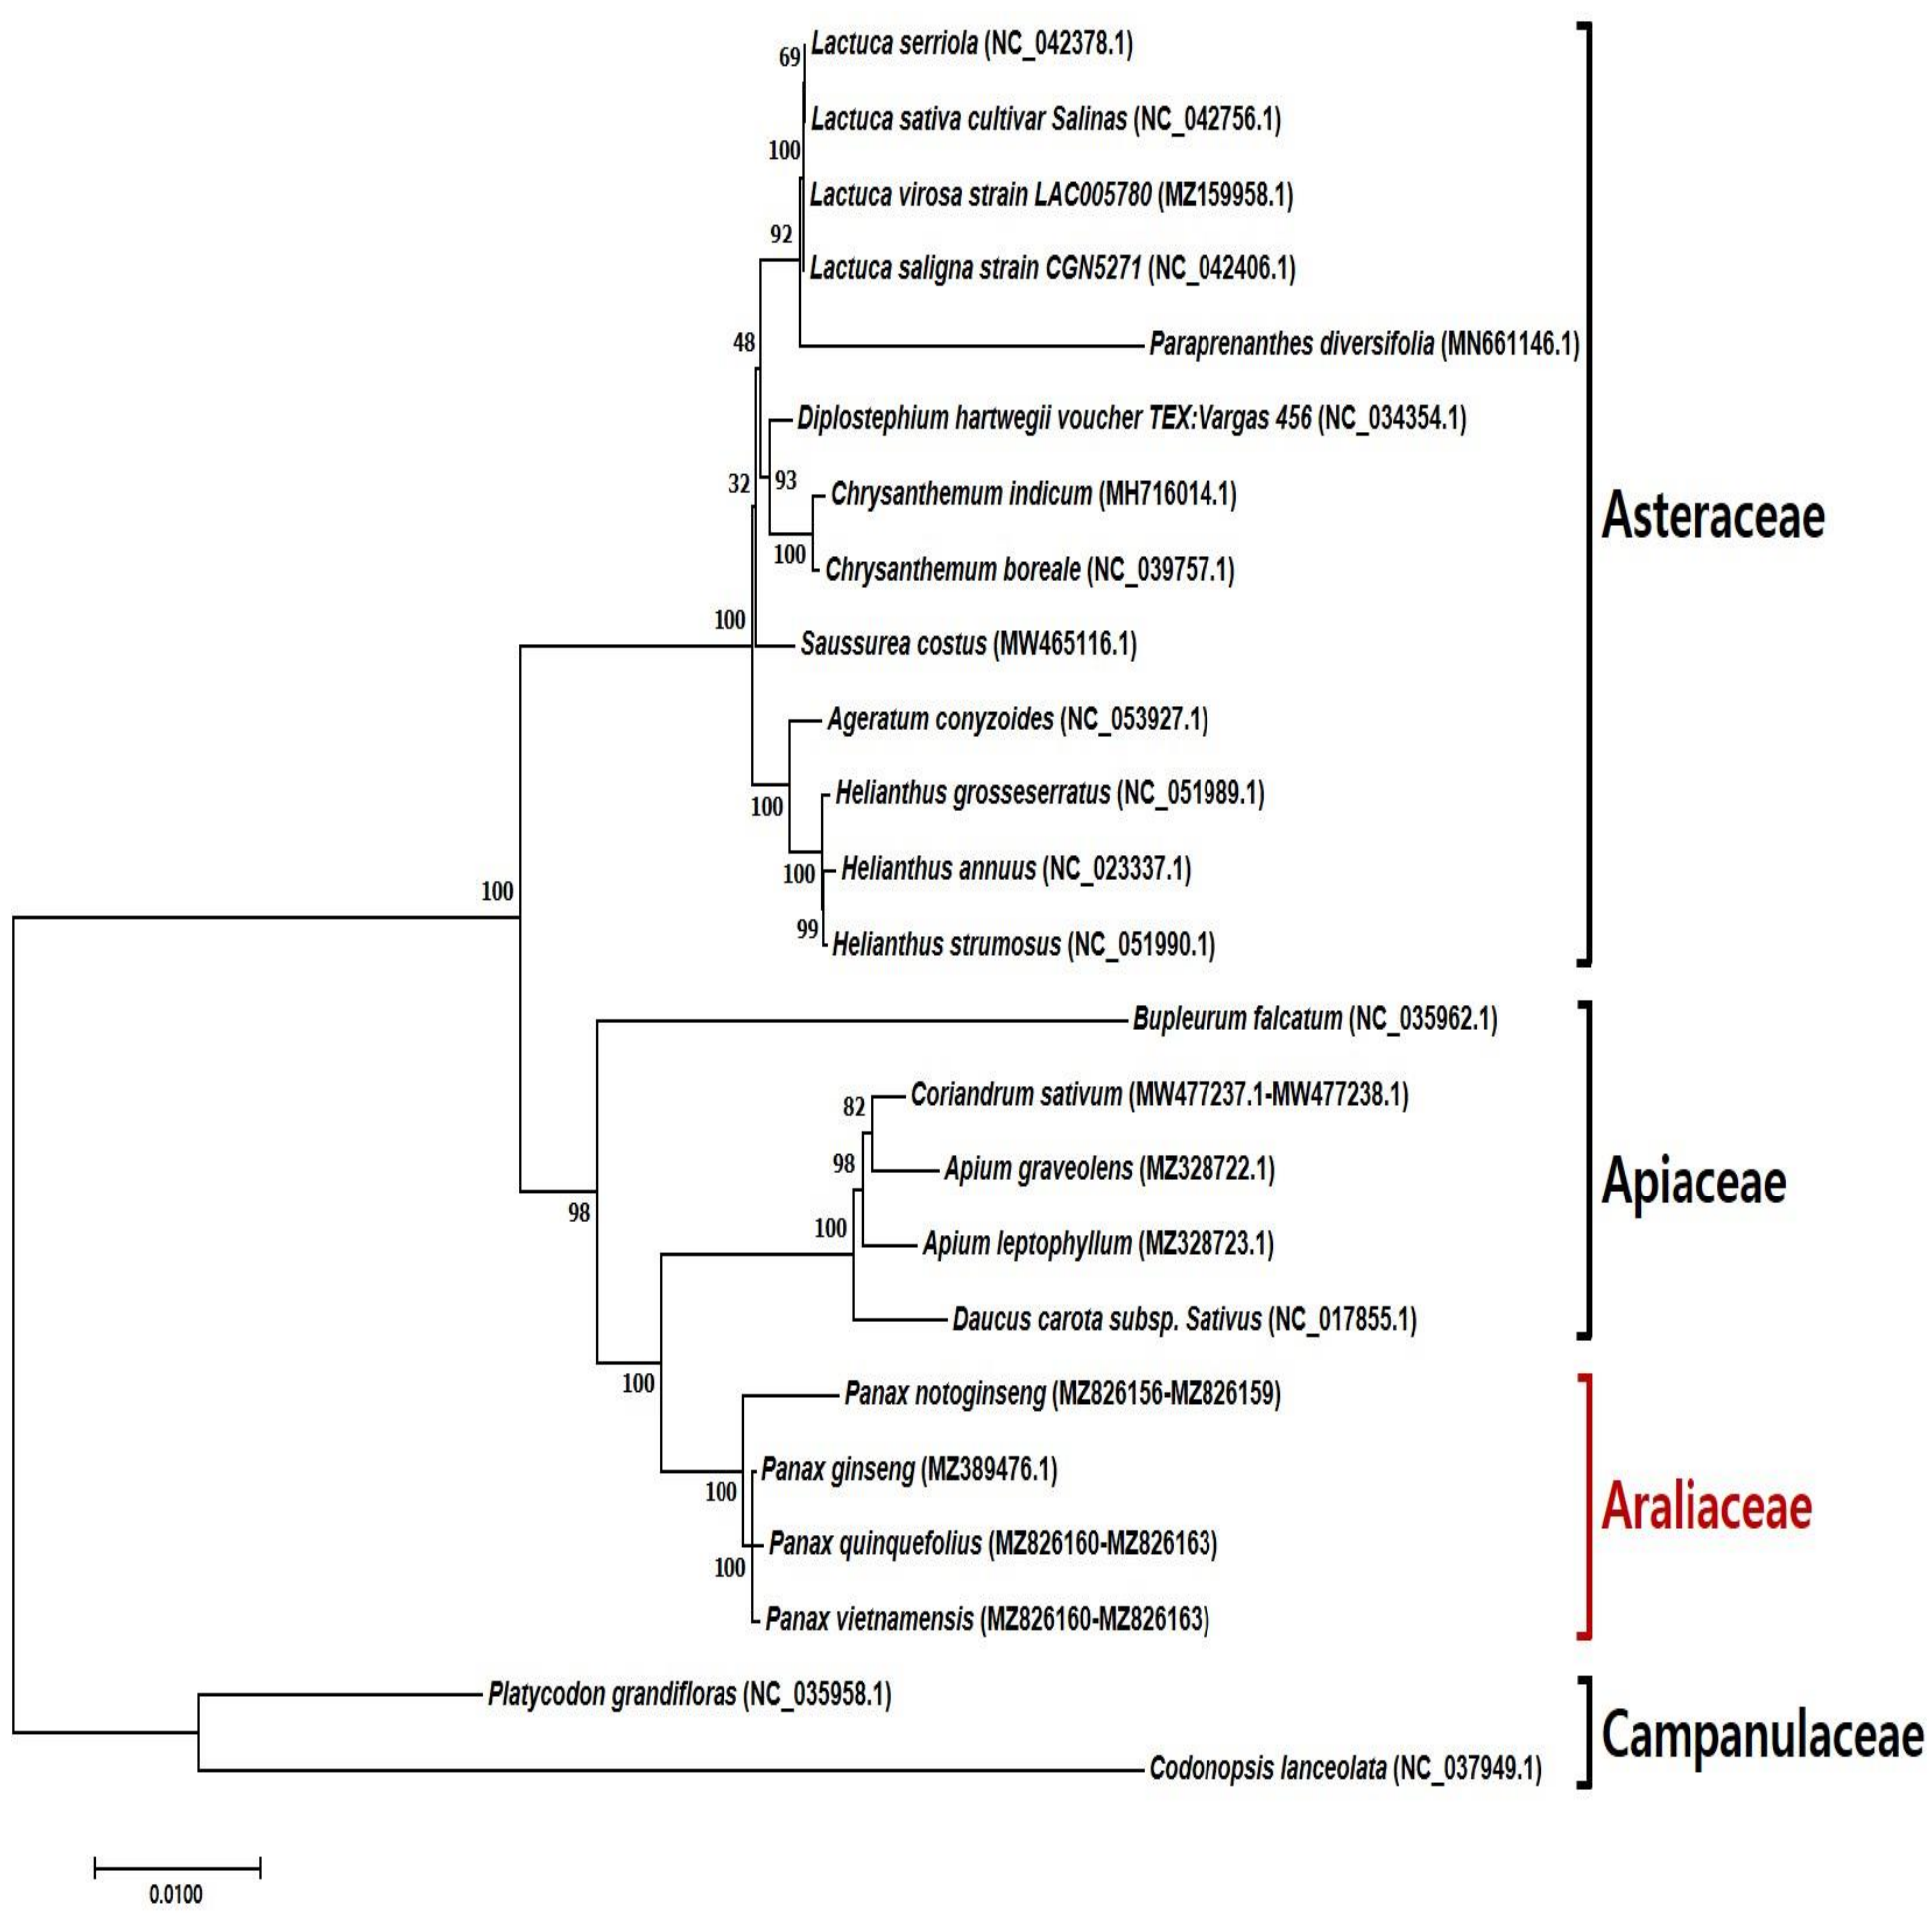 69
Lactuca serriola (NC_042378.1)
Lactuca sativa cultivar Salinas (NC_042756.1)
100
Lactuca virosa strain LAC005780 (MZ159958.1)
92
Lactuca saligna strain CGN5271 (NC_042406.1)
48
Paraprenanthes diversifolia (MN661146.1)
Diplostephium hartwegii voucher TEX:Vargas 456 (NC_034354.1)
32
93
Chrysanthemum indicum (MH716014.1)
Asteraceae
100
Chrysanthemum boreale (NC_039757.1)
100
Saussurea costus (MW465116.1)
Ageratum conyzoides (NC_053927.1)
100
Helianthus grosseserratus (NC_051989.1)
100
Helianthus annuus (NC_023337.1)
100
99
Helianthus strumosus (NC_051990.1)
Bupleurum falcatum (NC_035962.1)
82
Coriandrum sativum (MW477237.1-MW477238.1)
98
Apium graveolens (MZ328722.1)
Apiaceae
98
100
Apium leptophyllum (MZ328723.1)
Daucus carota subsp. Sativus (NC_017855.1)
100
Panax notoginseng (MZ826156-MZ826159)
Panax ginseng (MZ389476.1)
100
Araliaceae
Panax quinquefolius (MZ826160-MZ826163)
100
Panax vietnamensis (MZ826160-MZ826163)
Platycodon grandifloras (NC_035958.1)
Campanulaceae
Codonopsis lanceolata (NC_037949.1)
0.0100